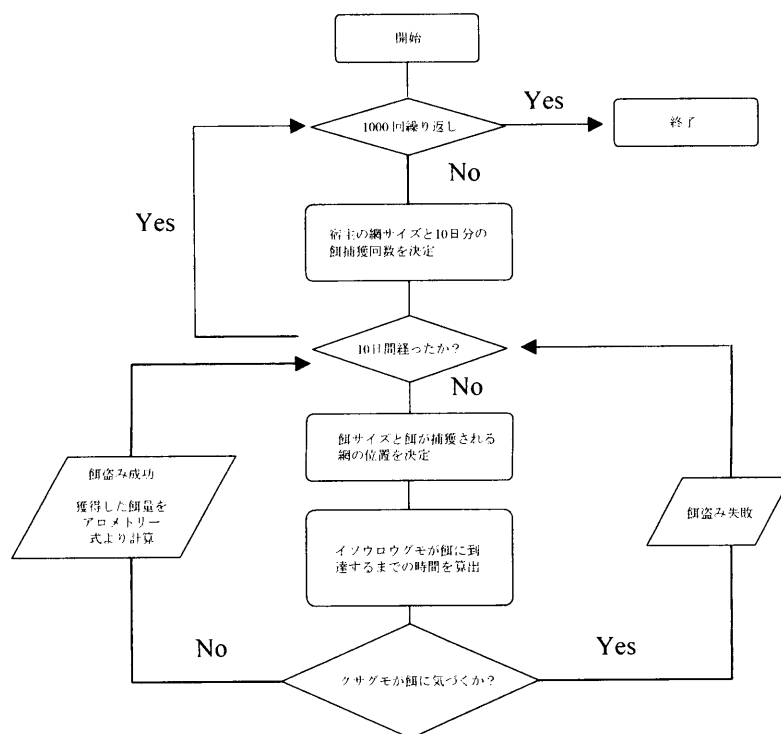 開始
1000回繰り返し
Yes
終了
No
Yes
宿主の網サイズと10日分の
餌捕獲回数を決定
10日間経ったか?
No
餌サイズと餌が捕獲される
網の位置を決定
餌盗み成功
獲得した餌量を
アロメトリー
式より計算
餌盗み失敗
イソウロウグモが餌に到
達するまでの時間を算出
No
Yes
クサグモが餌に気づくか?